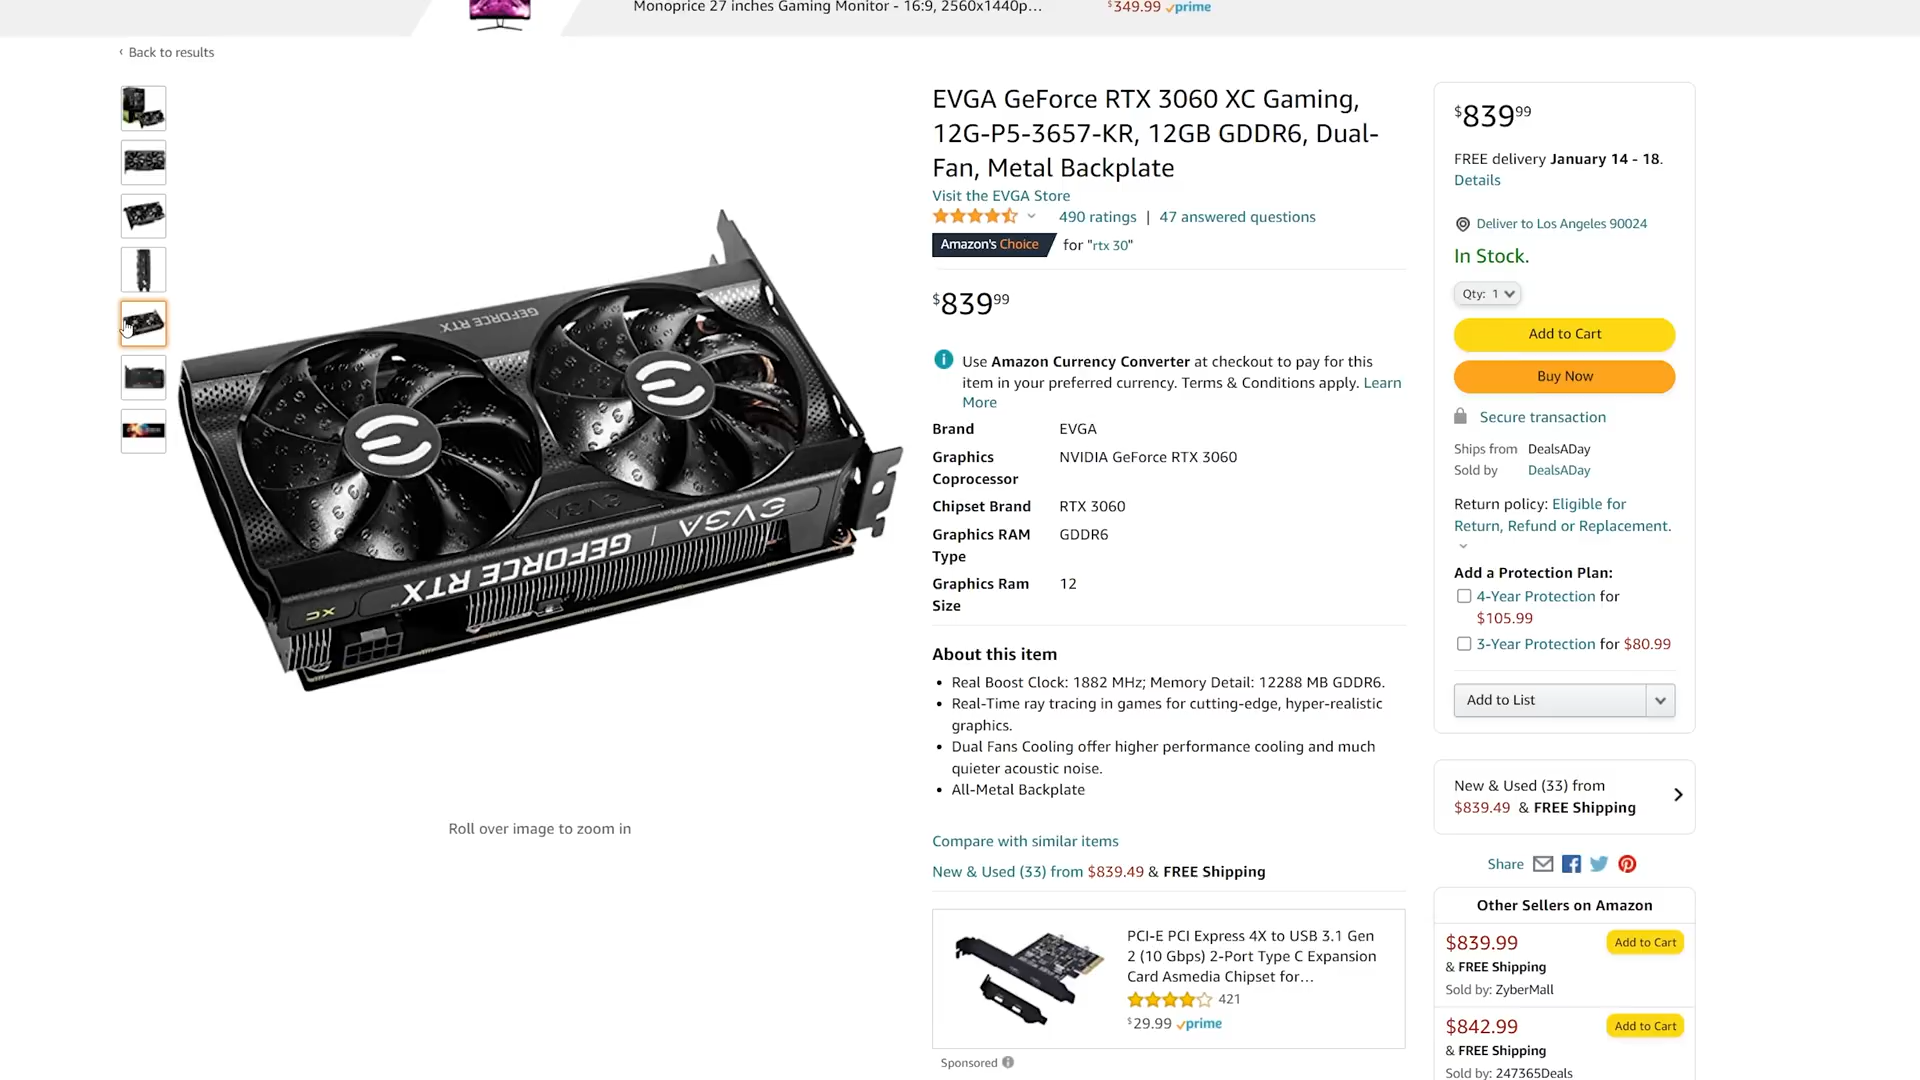 Monoprice 27 inches Gaming Monitor - 16:9, 2560x1440p...
$349.99 prime
‹ Back to results
EVGA GeForce RTX 3060 XC Gaming,
12G-P5-3657-KR, 12GB GDDR6, Dual-
Fan, Metal Backplate
Visit the EVGA Store
490 ratings | 47 answered questions
Amazon's Choice for "rtx 30"
$839.99
Use Amazon Currency Converter at checkout to pay for this
item in your preferred currency. Terms & Conditions apply. Learn
More
Brand EVGA
Graphics NVIDIA GeForce RTX 3060
Coprocessor
Chipset Brand RTX 3060
Graphics RAM GDDR6
Type
Graphics Ram 12
Size
About this item
• Real Boost Clock: 1882 MHz; Memory Detail: 12288 MB GDDR6.
• Real-Time ray tracing in games for cutting-edge, hyper-realistic
graphics.
• Dual Fans Cooling offer higher performance cooling and much
quieter acoustic noise.
• All-Metal Backplate
Compare with similar items
New & Used (33) from $839.49 & FREE Shipping
PCI-E PCI Express 4X to USB 3.1 Gen
2 (10 Gbps) 2-Port Type C Expansion
Card Asmedia Chipset for...
421
$29.99 prime
Sponsored
GEFORCE RTX
EVGA
EVGA | GEFORCE RTX
XC
Roll over image to zoom in
$839.99
FREE delivery January 14 - 18.
Details
Deliver to Los Angeles 90024
In Stock.
Qty: 1
Add to Cart
Buy Now
Secure transaction
Ships from DealsADay
Sold by DealsADay
Return policy: Eligible for
Return, Refund or Replacement.
Add a Protection Plan:
4-Year Protection for
$105.99
3-Year Protection for $80.99
Add to List
New & Used (33) from
$839.49 & FREE Shipping
Share
Other Sellers on Amazon
$839.99 Add to Cart
& FREE Shipping
Sold by: ZyberMall
$842.99 Add to Cart
& FREE Shipping
Sold by: 247365Deals